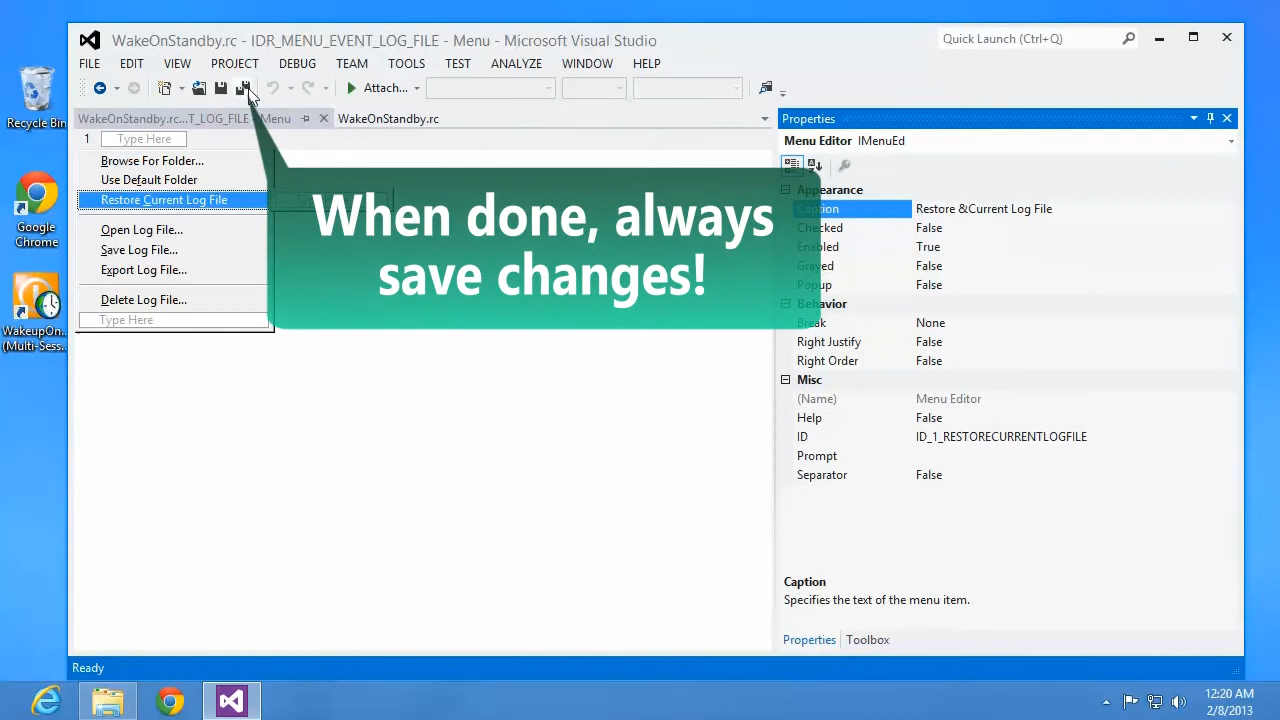 WakeOnStandby.rc - IDR_MENU_EVENT_LOG_FILE - Menu - Microsoft Visual Studio
Quick Launch (Ctrl+Q)
FILE EDIT VIEW PROJECT DEBUG TEAM TOOLS TEST ANALYZE WINDOW HELP
Attach...
WakeOnStandby.rc...T_LOG_FILE - Menu
WakeOnStandby.rc
1 Type Here
Browse For Folder...
Use Default Folder
Restore Current Log File
Open Log File...
Save Log File...
Export Log File...
Delete Log File...
Type Here
When done, always
save changes!
Properties
Menu Editor IMenuEd
Appearance
Caption Restore &Current Log File
Checked False
Enabled True
Grayed False
Popup False
Behavior
Break None
Right Justify False
Right Order False
Misc
(Name) Menu Editor
Help False
ID ID_1_RESTORECURRENTLOGFILE
Prompt
Separator False
Caption
Specifies the text of the menu item.
Properties Toolbox
Ready
Recycle Bin
Google
Chrome
WakeupOn...
(Multi-Sess...
12:20 AM
2/8/2013